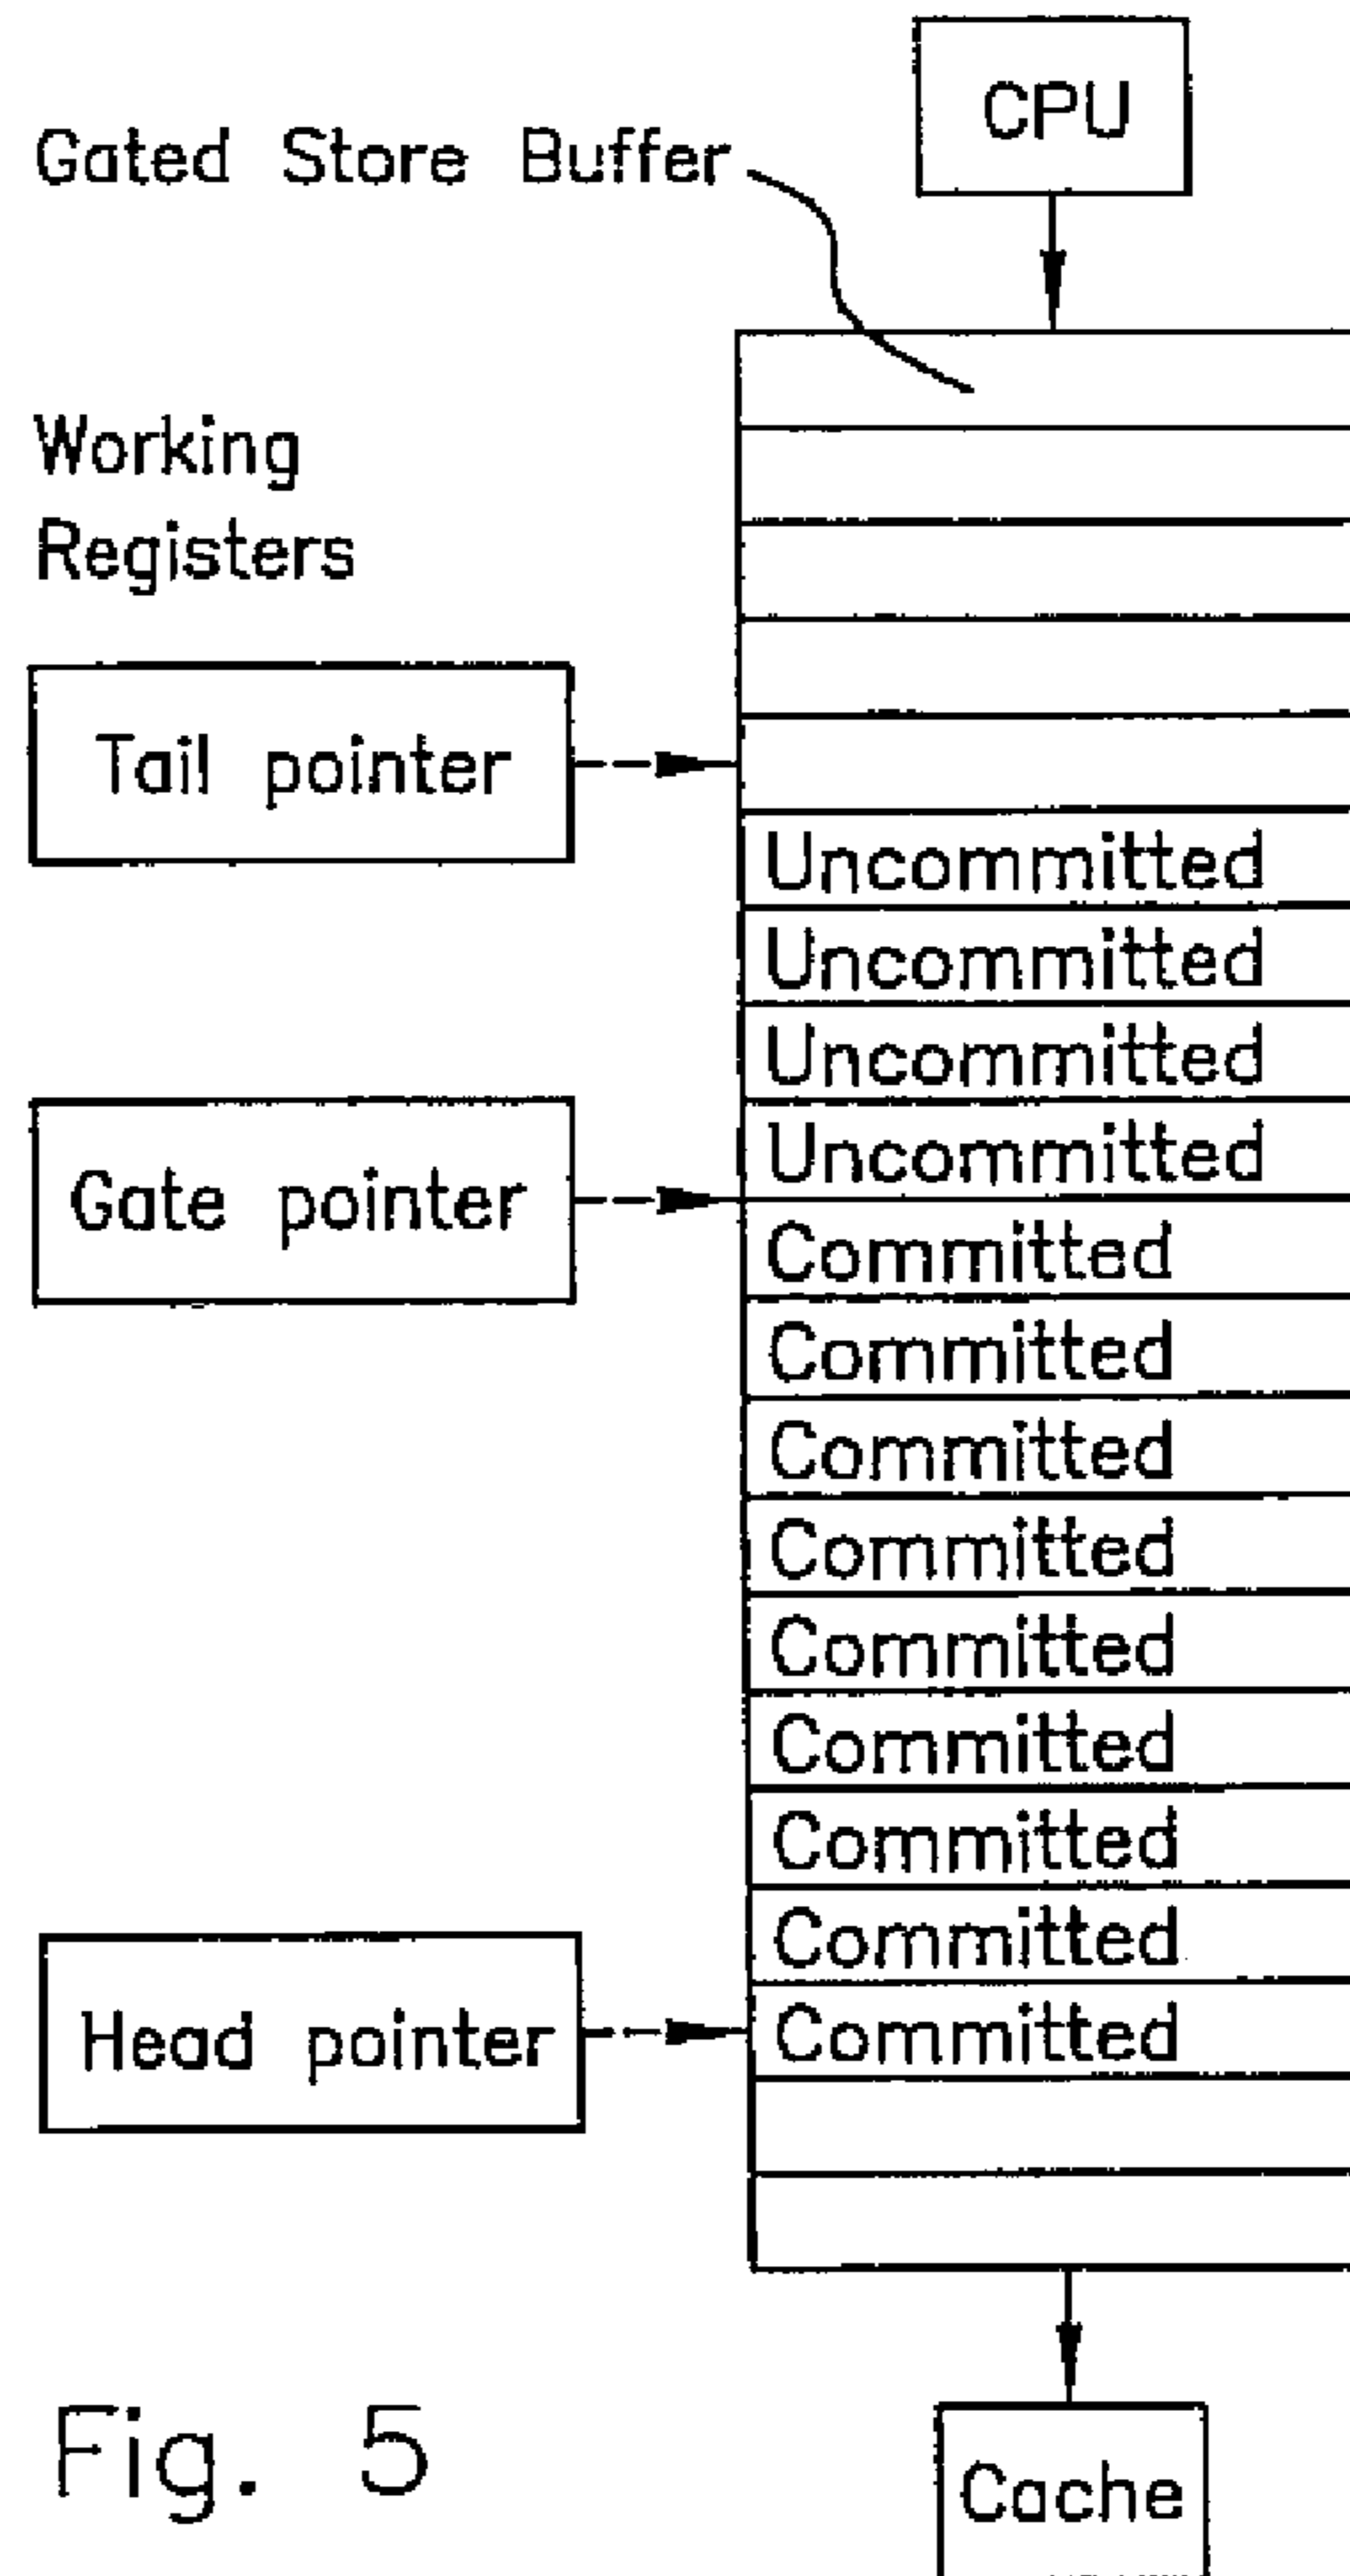 CPU
Gated Store Buffer
Working
Registers
Tail pointer
Uncommitted
Uncommitted
Uncommitted
Uncommitted
Gate pointer
Committed
Committed
Committed
Committed
Committed
Committed
Committed
Committed
Committed
Head pointer
Cache
Fig. 5